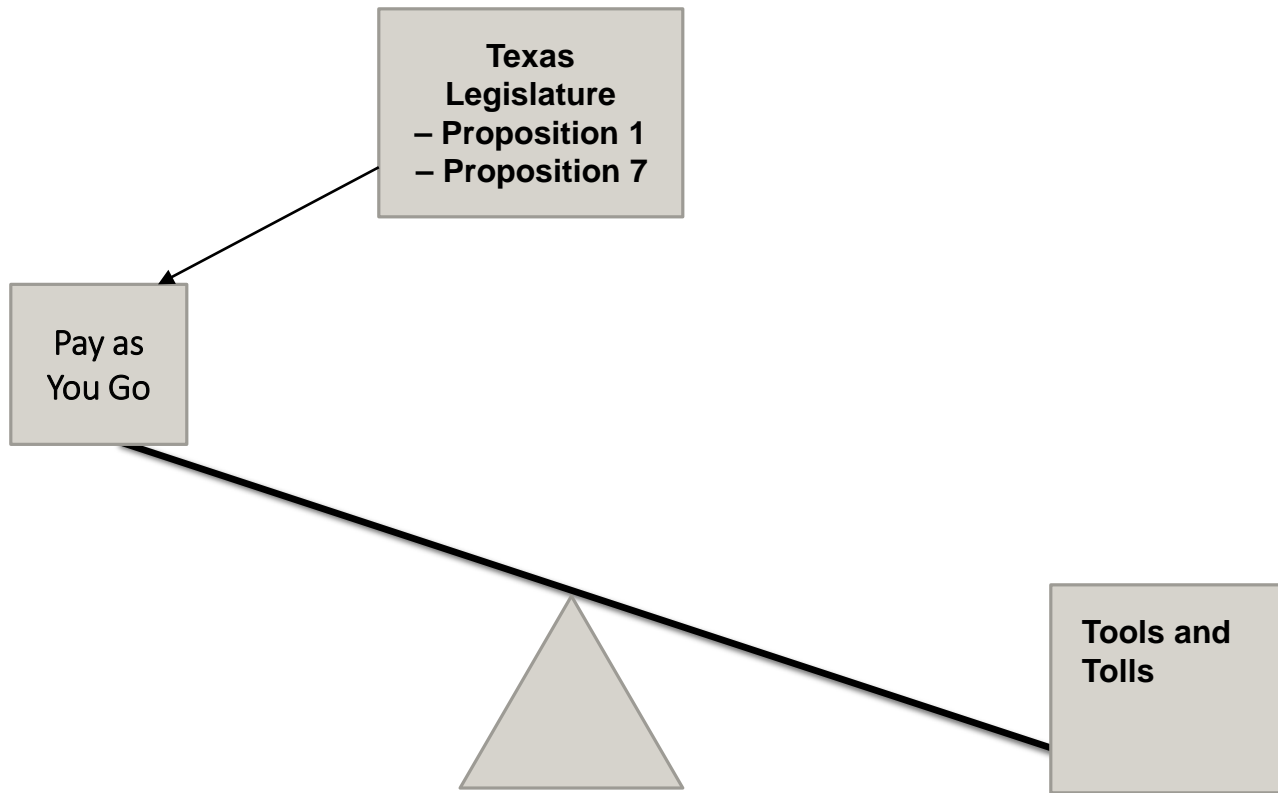 Texas
Legislature
– Proposition 1
– Proposition 7
Pay as
You Go
Tools and
Tolls